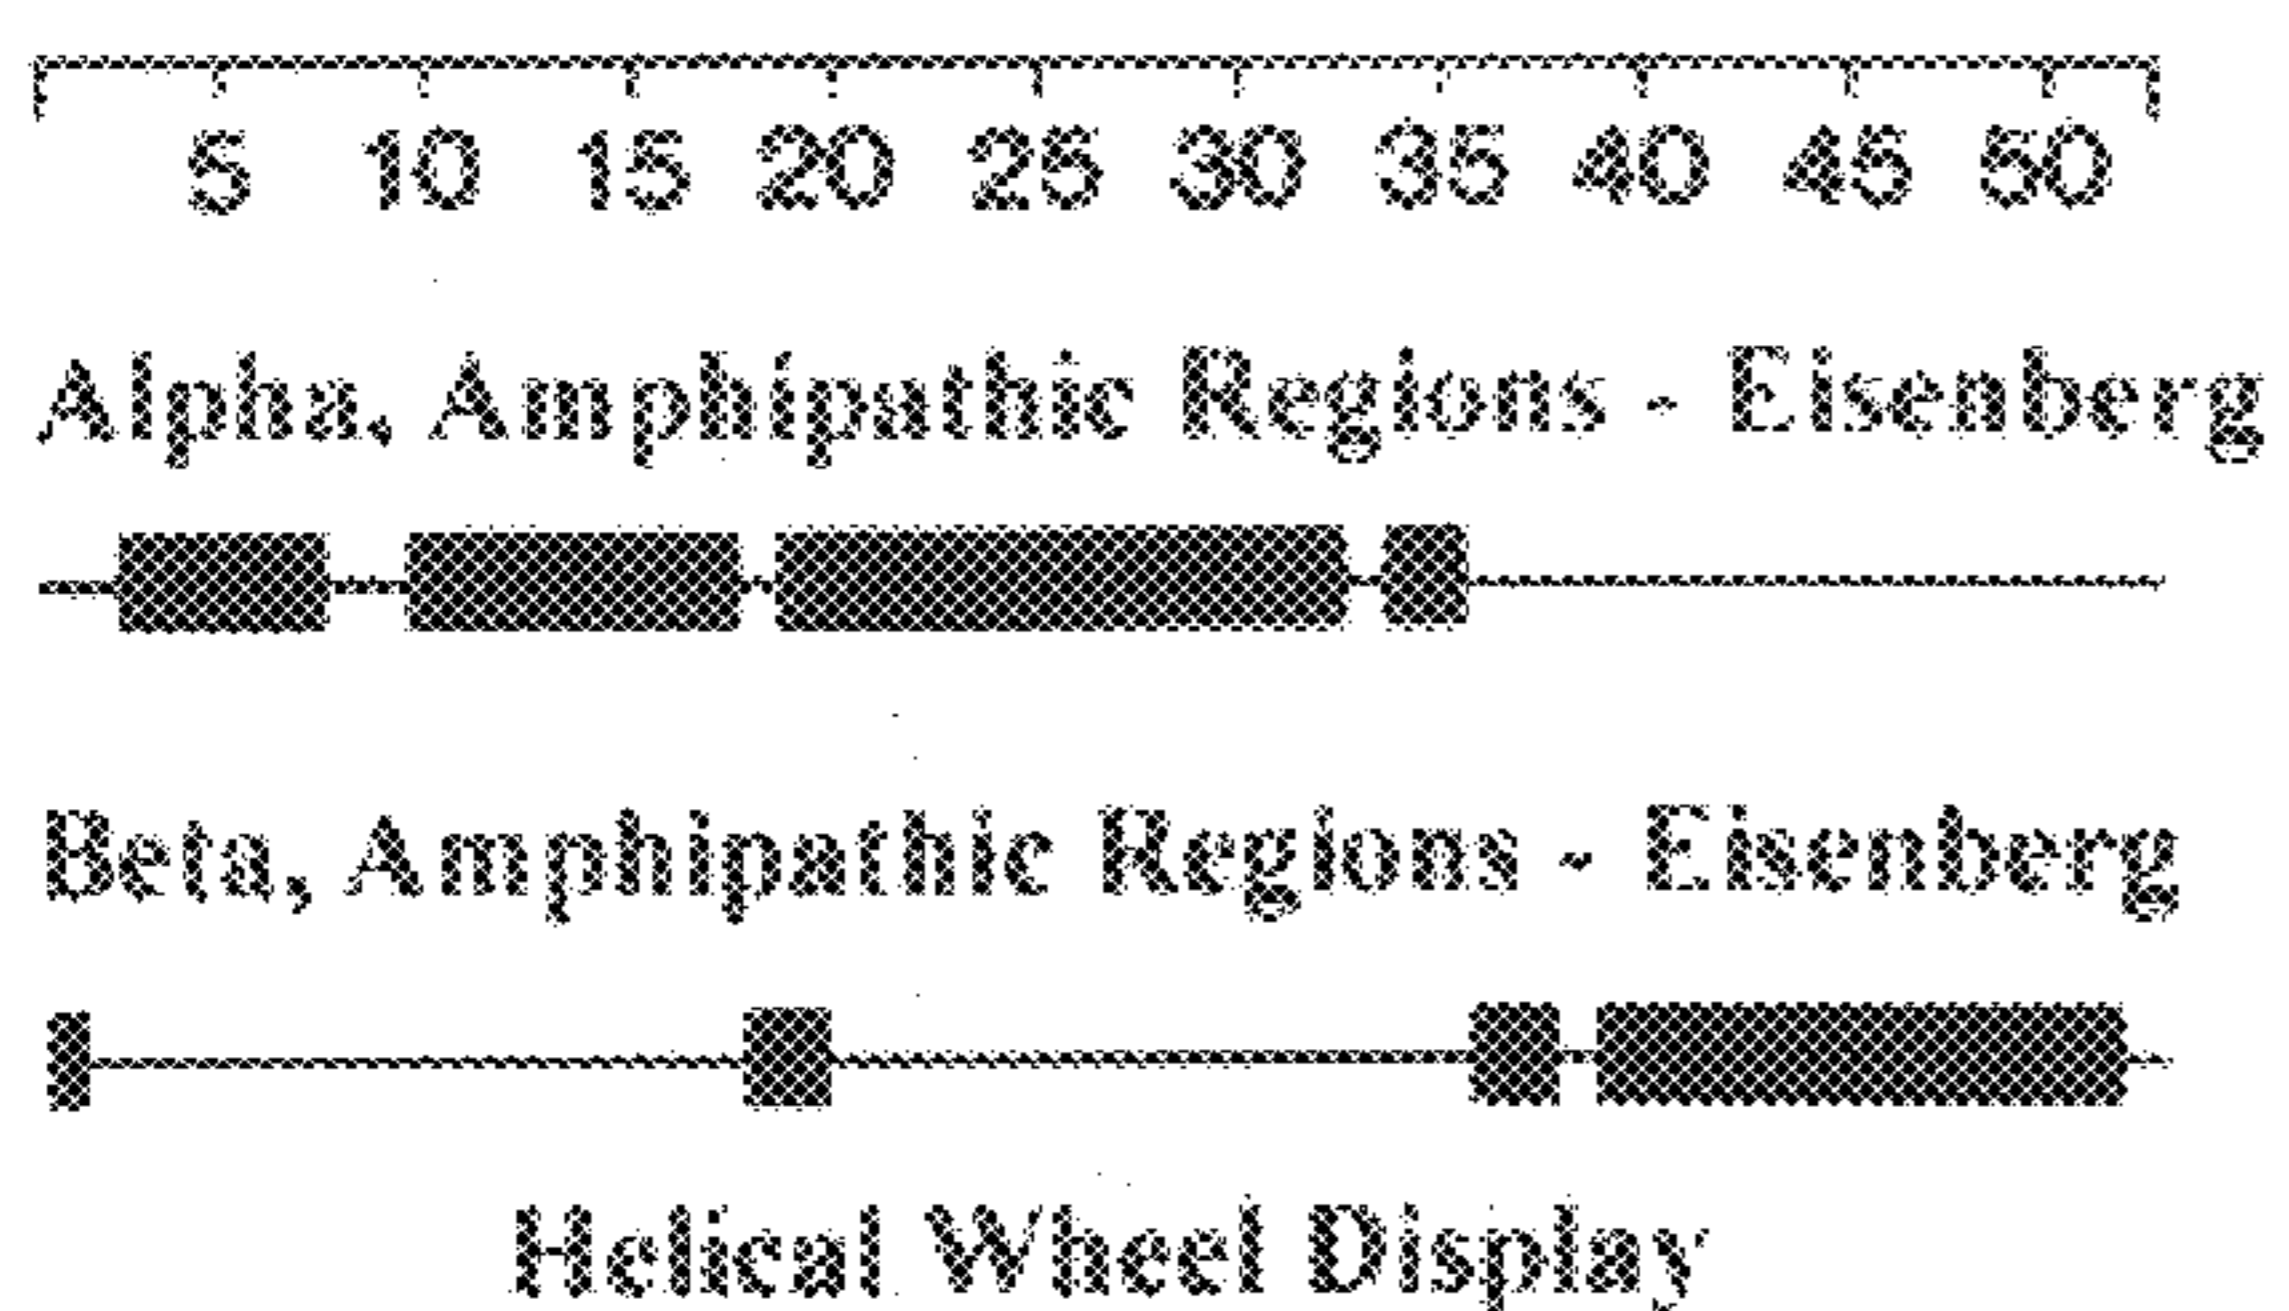 5 10 15 20 25 30 35 40 45 50
Alpha, Amphipathic Regions - Eisenberg
Beta, Amphipathic Regions - Eisenberg
Helical Wheel Display